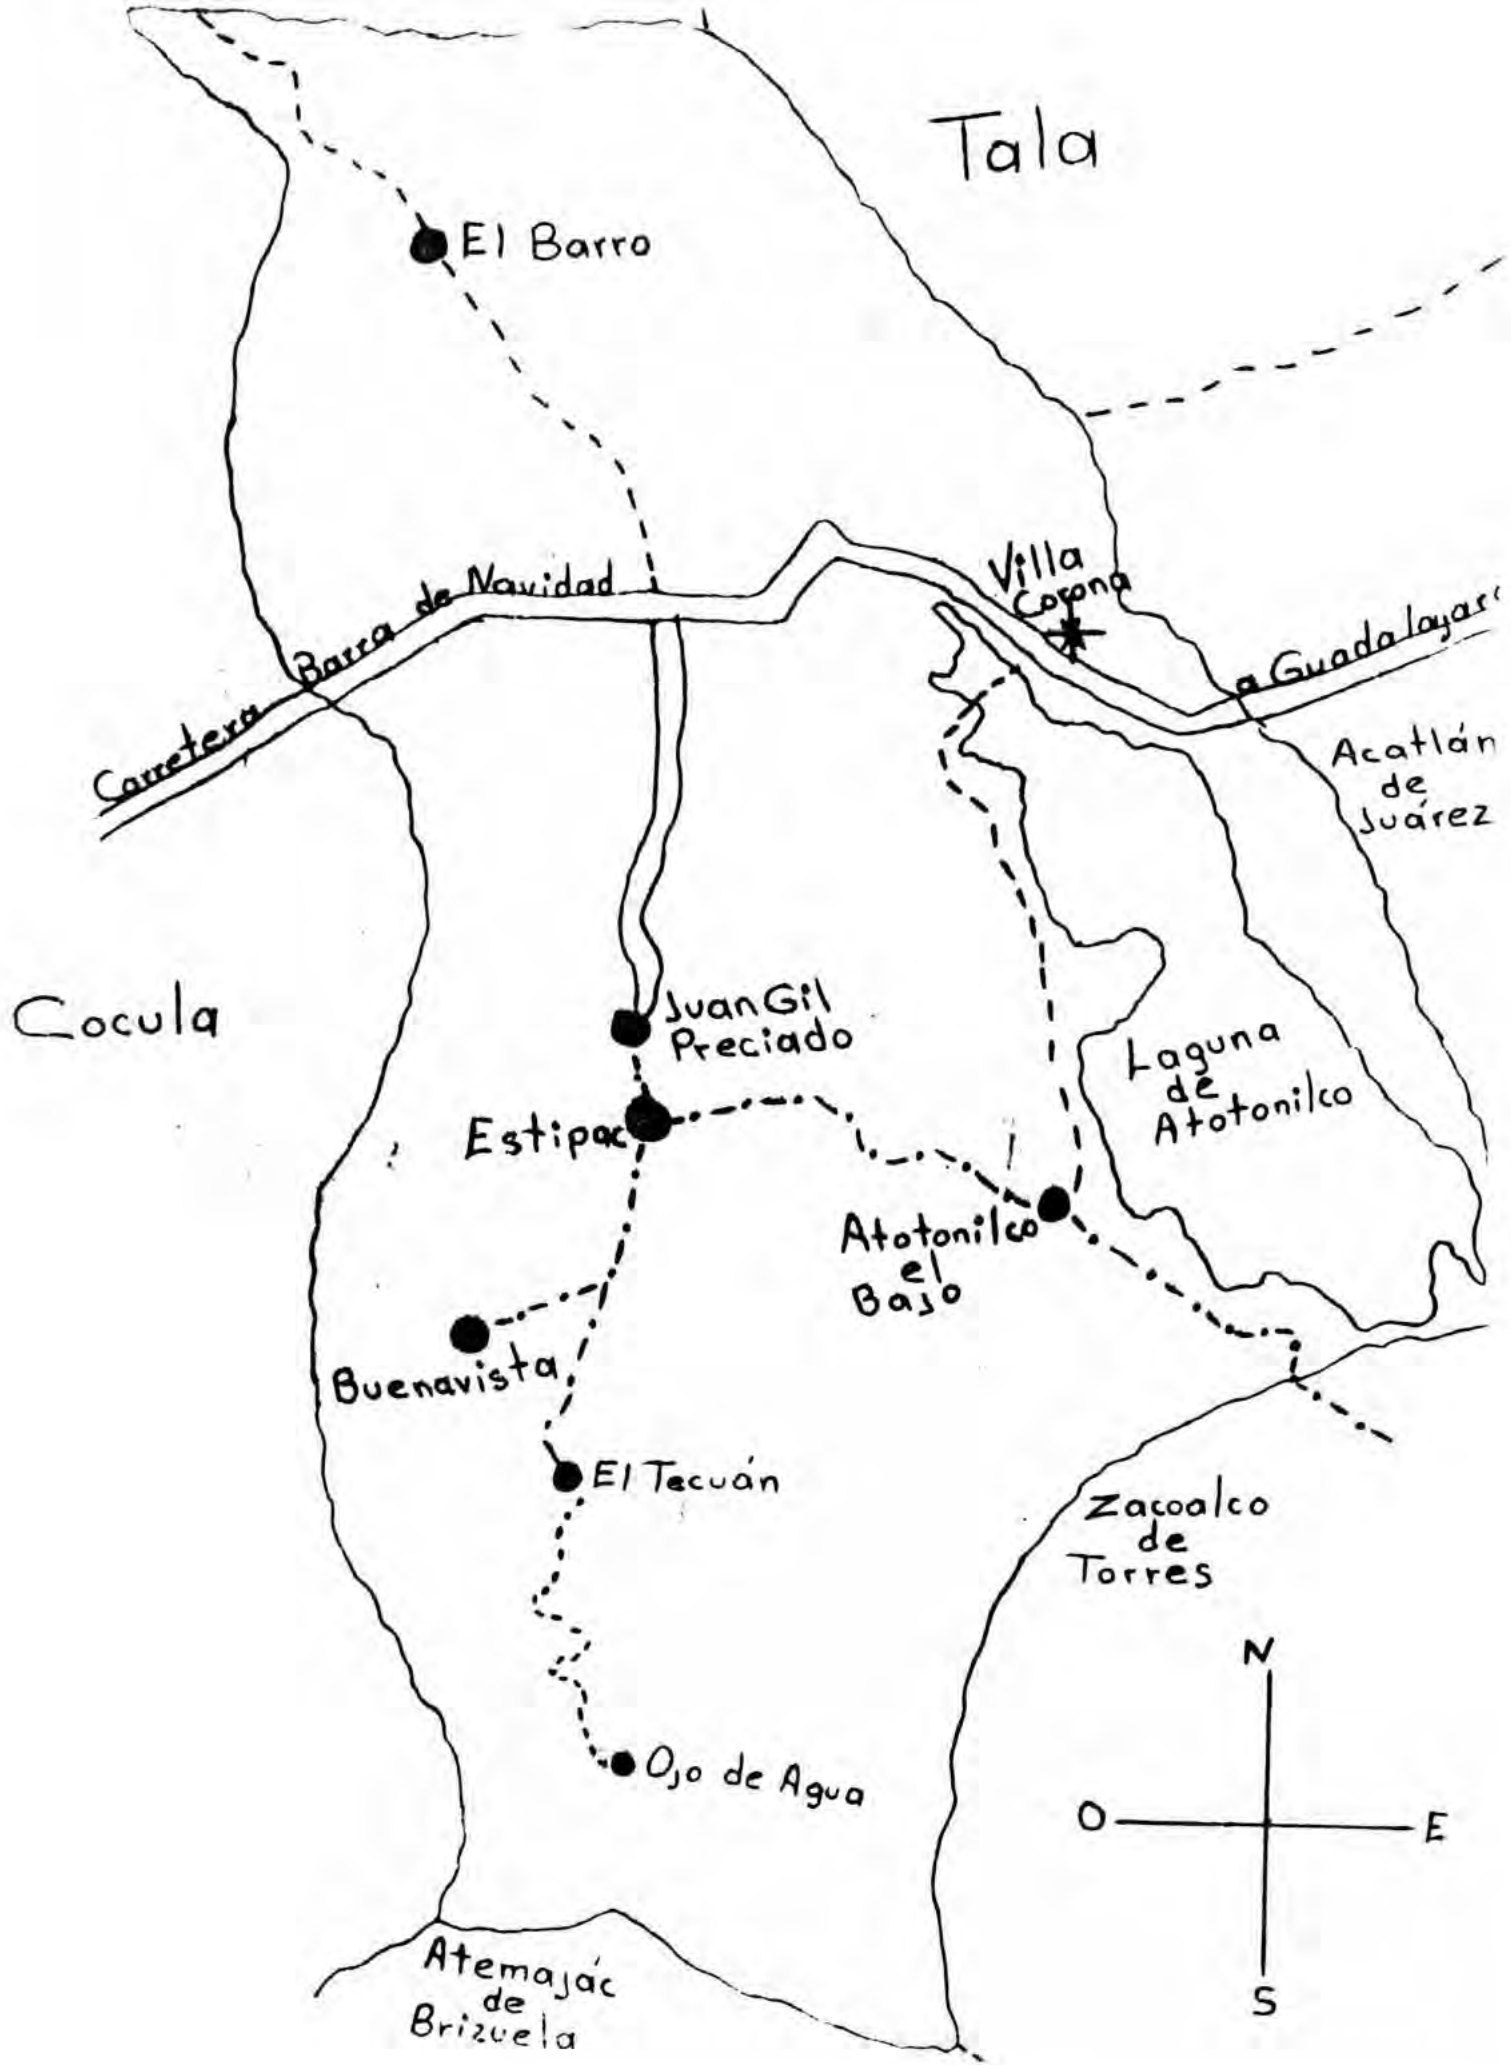 Tala
El Barro
Villa
Corona
Carretera Barra de Navidad
a Guadalajar
Acatlán
de
Juárez
Cocula
Juan Gil
Preciado
Laguna
de
Atotonilco
Estipac
Atotonilco
el
Bajo
Buenavista
El Tecuán
Zacoalco
de
Torres
N
Ojo de Agua
O
E
S
Atemajác
de
Brizuela